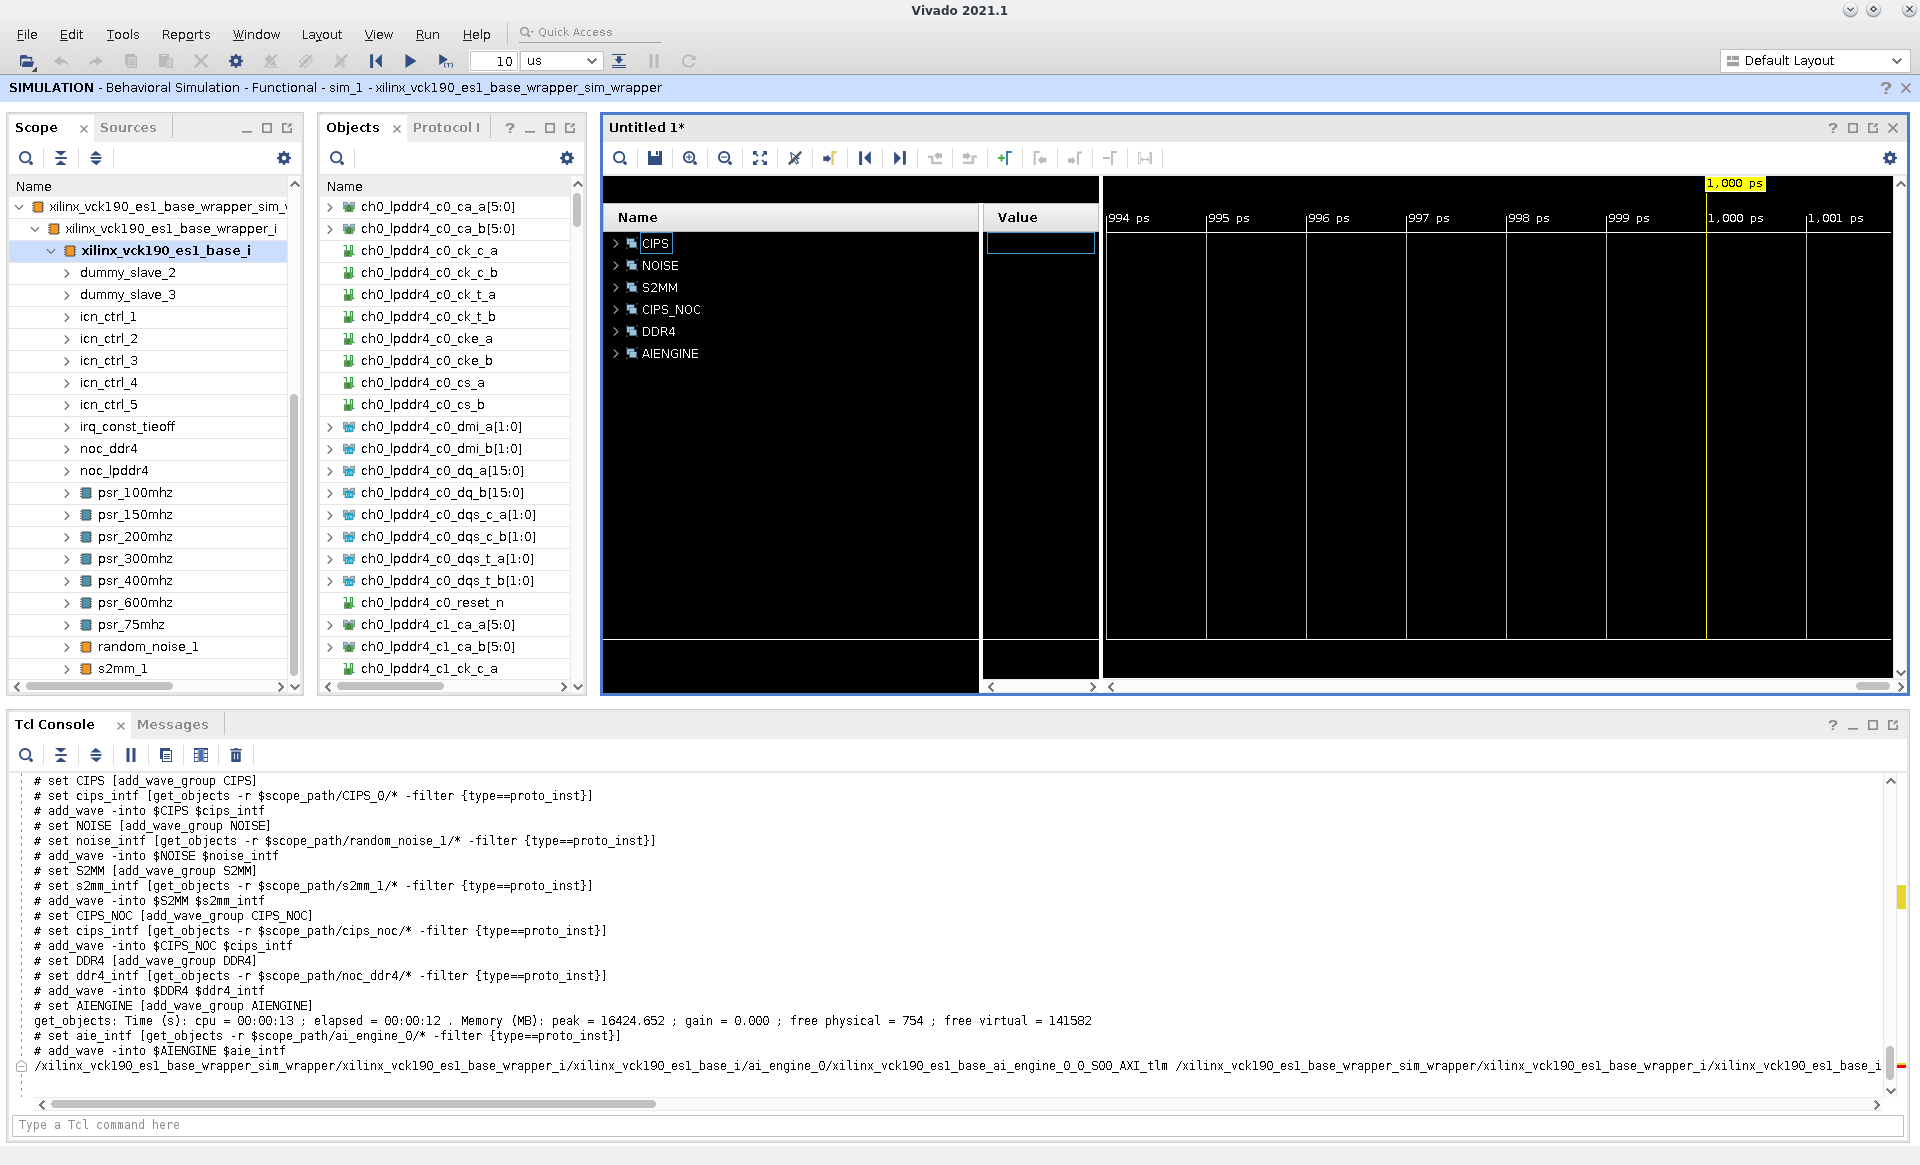 Vivado 2021.1
File Edit Tools Reports Window Layout View Run Help Quick Access
10 us Default Layout
SIMULATION - Behavioral Simulation - Functional - sim_1 - xilinx_vck190_es1_base_wrapper_sim_wrapper
Scope Sources
Name
xilinx_vck190_es1_base_wrapper_sim_
xilinx_vck190_es1_base_wrapper_i
xilinx_vck190_es1_base_i
dummy_slave_2
dummy_slave_3
icn_ctrl_1
icn_ctrl_2
icn_ctrl_3
icn_ctrl_4
icn_ctrl_5
irq_const_tieoff
noc_ddr4
noc_lpddr4
psr_100mhz
psr_150mhz
psr_200mhz
psr_300mhz
psr_400mhz
psr_600mhz
psr_75mhz
random_noise_1
s2mm_1
Objects Protocol I
Name
ch0_lpddr4_c0_ca_a[5:0]
ch0_lpddr4_c0_ca_b[5:0]
ch0_lpddr4_c0_ck_c_a
ch0_lpddr4_c0_ck_c_b
ch0_lpddr4_c0_ck_t_a
ch0_lpddr4_c0_ck_t_b
ch0_lpddr4_c0_cke_a
ch0_lpddr4_c0_cke_b
ch0_lpddr4_c0_cs_a
ch0_lpddr4_c0_cs_b
ch0_lpddr4_c0_dmi_a[1:0]
ch0_lpddr4_c0_dmi_b[1:0]
ch0_lpddr4_c0_dq_a[15:0]
ch0_lpddr4_c0_dq_b[15:0]
ch0_lpddr4_c0_dqs_c_a[1:0]
ch0_lpddr4_c0_dqs_c_b[1:0]
ch0_lpddr4_c0_dqs_t_a[1:0]
ch0_lpddr4_c0_dqs_t_b[1:0]
ch0_lpddr4_c0_reset_n
ch0_lpddr4_c1_ca_a[5:0]
ch0_lpddr4_c1_ca_b[5:0]
ch0_lpddr4_c1_ck_c_a
Untitled 1*
1,000 ps
Name Value 994 ps 995 ps 996 ps 997 ps 998 ps 999 ps 1,000 ps 1,001 ps
CIPS
NOISE
S2MM
CIPS_NOC
DDR4
AIENGINE
Tcl Console Messages
# set CIPS [add_wave_group CIPS]
# set cips_intf [get_objects -r $scope_path/CIPS_0/* -filter {type==proto_inst}]
# add_wave -into $CIPS $cips_intf
# set NOISE [add_wave_group NOISE]
# set noise_intf [get_objects -r $scope_path/random_noise_1/* -filter {type==proto_inst}]
# add_wave -into $NOISE $noise_intf
# set S2MM [add_wave_group S2MM]
# set s2mm_intf [get_objects -r $scope_path/s2mm_1/* -filter {type==proto_inst}]
# add_wave -into $S2MM $s2mm_intf
# set CIPS_NOC [add_wave_group CIPS_NOC]
# set cips_intf [get_objects -r $scope_path/cips_noc/* -filter {type==proto_inst}]
# add_wave -into $CIPS_NOC $cips_intf
# set DDR4 [add_wave_group DDR4]
# set ddr4_intf [get_objects -r $scope_path/noc_ddr4/* -filter {type==proto_inst}]
# add_wave -into $DDR4 $ddr4_intf
# set AIENGINE [add_wave_group AIENGINE]
get_objects: Time (s): cpu = 00:00:13 ; elapsed = 00:00:12 . Memory (MB): peak = 16424.652 ; gain = 0.000 ; free physical = 754 ; free virtual = 141582
# set aie_intf [get_objects -r $scope_path/ai_engine_0/* -filter {type==proto_inst}]
# add_wave -into $AIENGINE $aie_intf
/xilinx_vck190_es1_base_wrapper_sim_wrapper/xilinx_vck190_es1_base_wrapper_i/xilinx_vck190_es1_base_i/ai_engine_0/xilinx_vck190_es1_base_ai_engine_0_0_S00_AXI_tlm /xilinx_vck190_es1_base_wrapper_sim_wrapper/xilinx_vck190_es1_base_wrapper_i/xilinx_vck190_es1_base_i
Type a Tcl command here